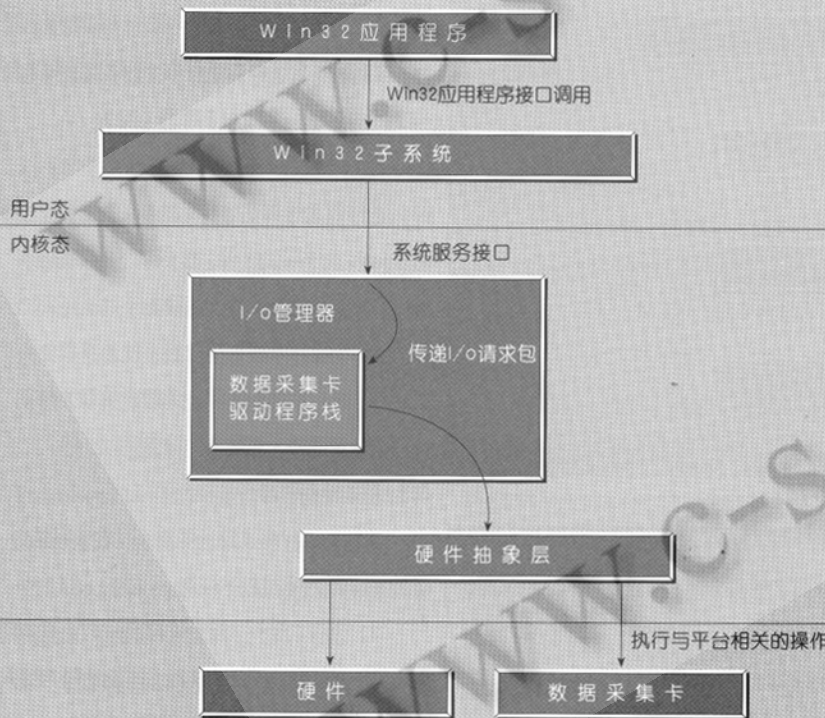 Win32应用程序
Win32应用程序接口调用
Win32子系统
用户态
内核态
系统服务接口
I/o管理器
传递I/o请求包
数据采集卡
驱动程序栈
硬件抽象层
执行与平台相关的操作
硬件
数据采集卡
www.c-s
www.c-s